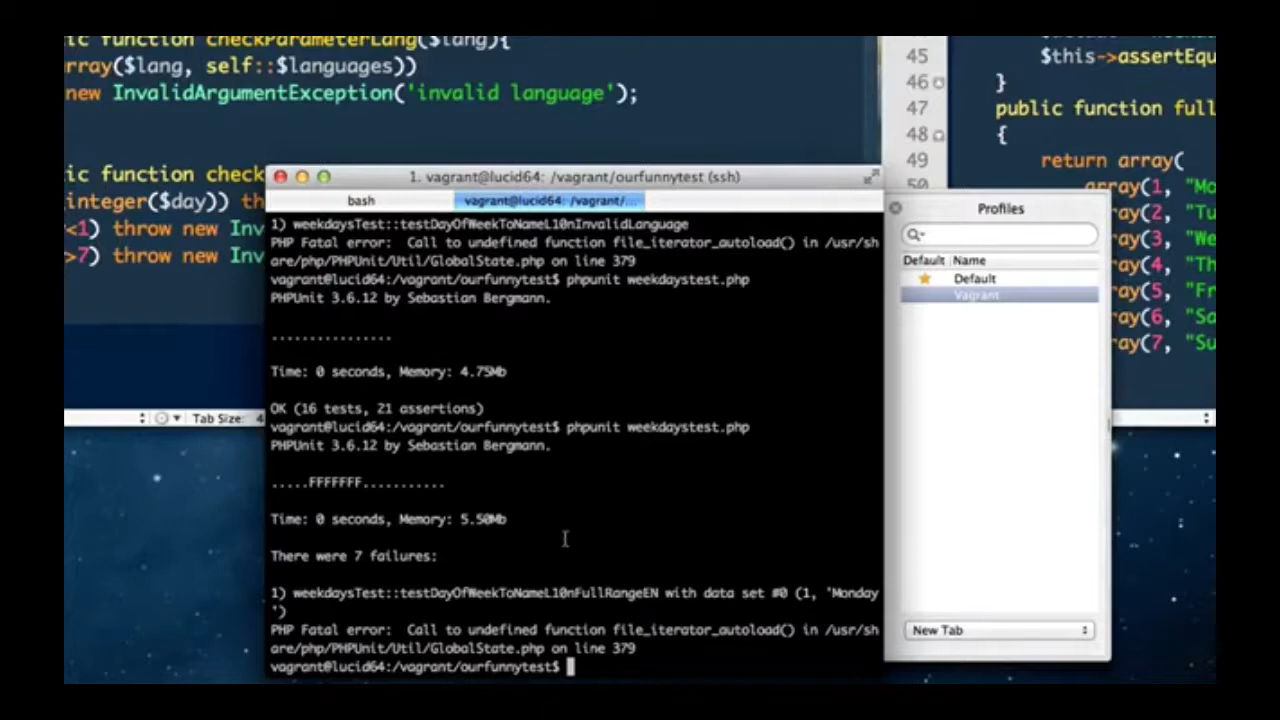 ic function checkParameterLang($lang){
rray($lang, self::$languages))
new InvalidArgumentException('invalid language');
ic function check
integer($day)) th
<1) throw new Inv
>7) throw new Inv
Tab Size: 4
45
$this->assertEqu
46 }
47 public function full
48 {
49 return array(
50 array(1, "Mo
ray(2, "Tu
ray(3, "We
ray(4, "Th
ray(5, "Fr
ray(6, "Sa
ray(7, "Su
1. vagrant@lucid64: /vagrant/ourfunnytest (ssh)
bash
vagrant@lucid64: /vagrant/...
1) weekdaysTest::testDayOfWeekToNameL10nInvalidLanguage
PHP Fatal error:  Call to undefined function file_iterator_autoload() in /usr/sh
are/php/PHPUnit/Util/GlobalState.php on line 379
vagrant@lucid64:/vagrant/ourfunnytest$ phpunit weekdaystest.php
PHPUnit 3.6.12 by Sebastian Bergmann.
................
Time: 0 seconds, Memory: 4.75Mb
OK (16 tests, 21 assertions)
vagrant@lucid64:/vagrant/ourfunnytest$ phpunit weekdaystest.php
PHPUnit 3.6.12 by Sebastian Bergmann.
.....FFFFFFF...........
Time: 0 seconds, Memory: 5.50Mb
There were 7 failures:
1) weekdaysTest::testDayOfWeekToNameL10nFullRangeEN with data set #0 (1, 'Monday
')
PHP Fatal error:  Call to undefined function file_iterator_autoload() in /usr/sh
are/php/PHPUnit/Util/GlobalState.php on line 379
vagrant@lucid64:/vagrant/ourfunnytest$
Profiles
Default Name
Default
Vagrant
New Tab